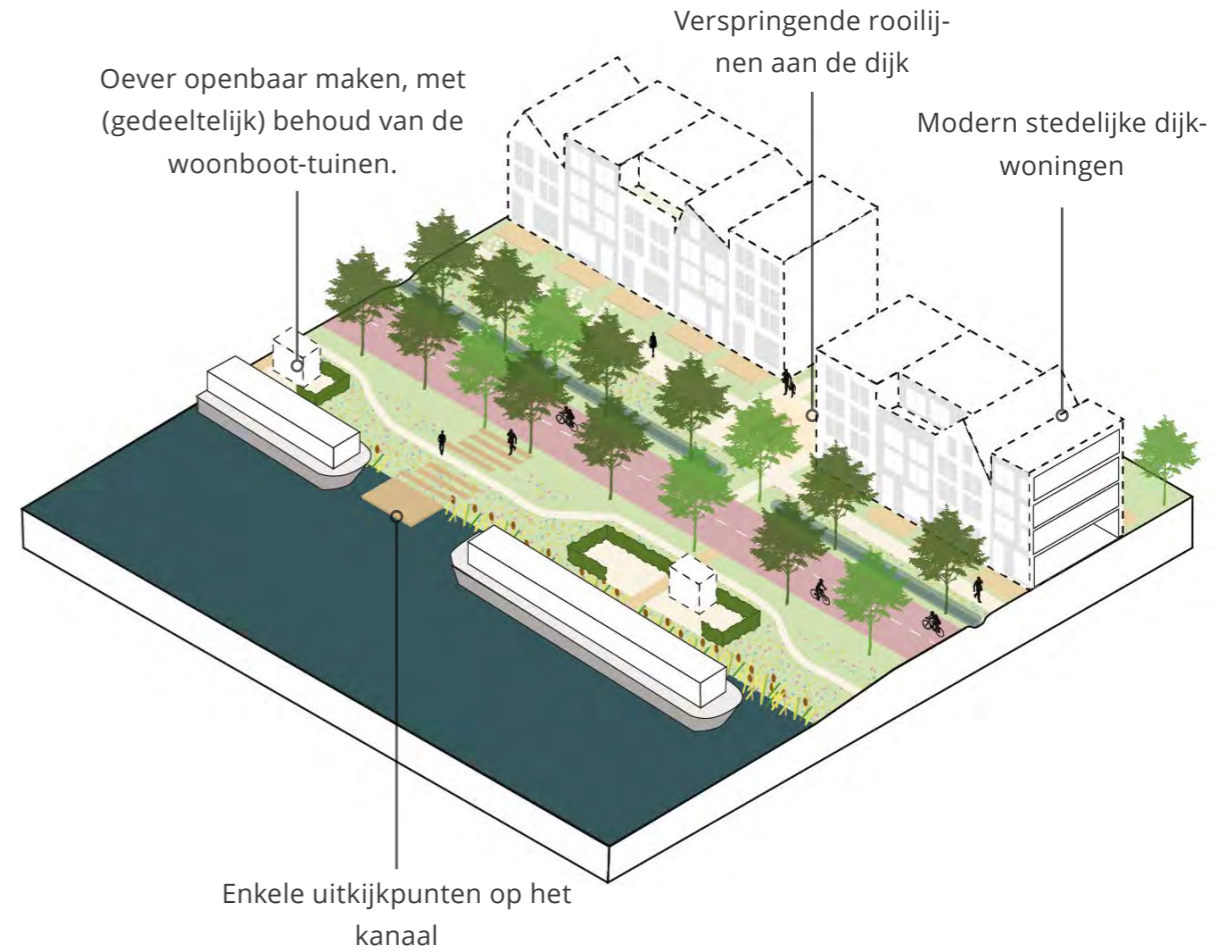 Verspringende rooilij-
nen aan de dijk
Oever openbaar maken, met
(gedeeltelijk) behoud van de
woonboot-tuinen.
Modern stedelijke dijk-
woningen
Enkele uitkijkpunten op het
kanaal